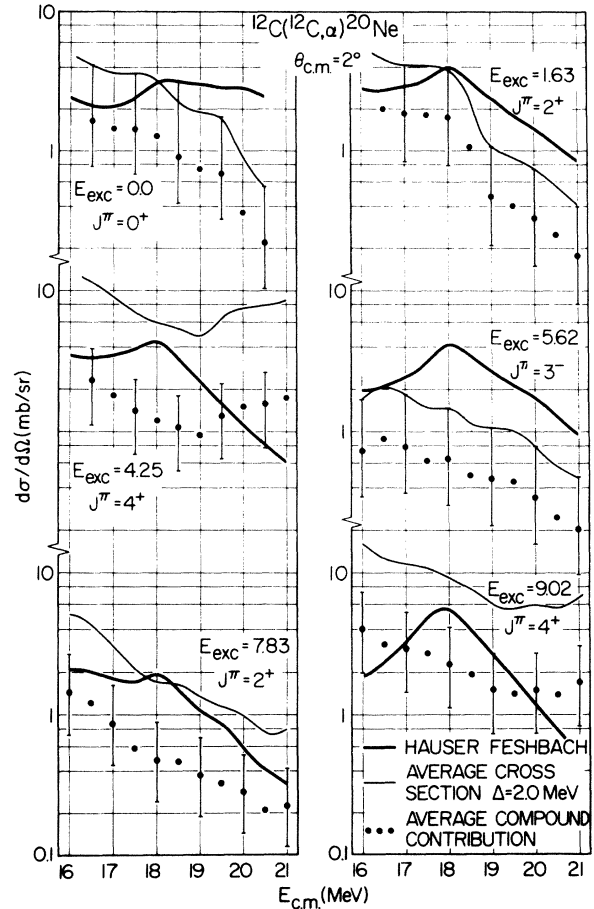 ¹²C(¹²C,α)²⁰Ne
θc.m.=2°
10
1
Eexc=0.0
Jπ=0+
Eexc=1.63
Jπ=2+
10
1
Eexc=4.25
Jπ=4+
Eexc=5.62
Jπ=3−
dσ/dΩ(mb/sr)
10
1
0.1
Eexc=7.83
Jπ=2+
Eexc=9.02
Jπ=4+
10
1
10
1
10
1
0.1
HAUSER FESHBACH
AVERAGE CROSS
SECTION Δ=2.0 MeV
AVERAGE COMPOUND
CONTRIBUTION
16 17 18 19 20 21
16 17 18 19 20 21
Ec.m.(MeV)